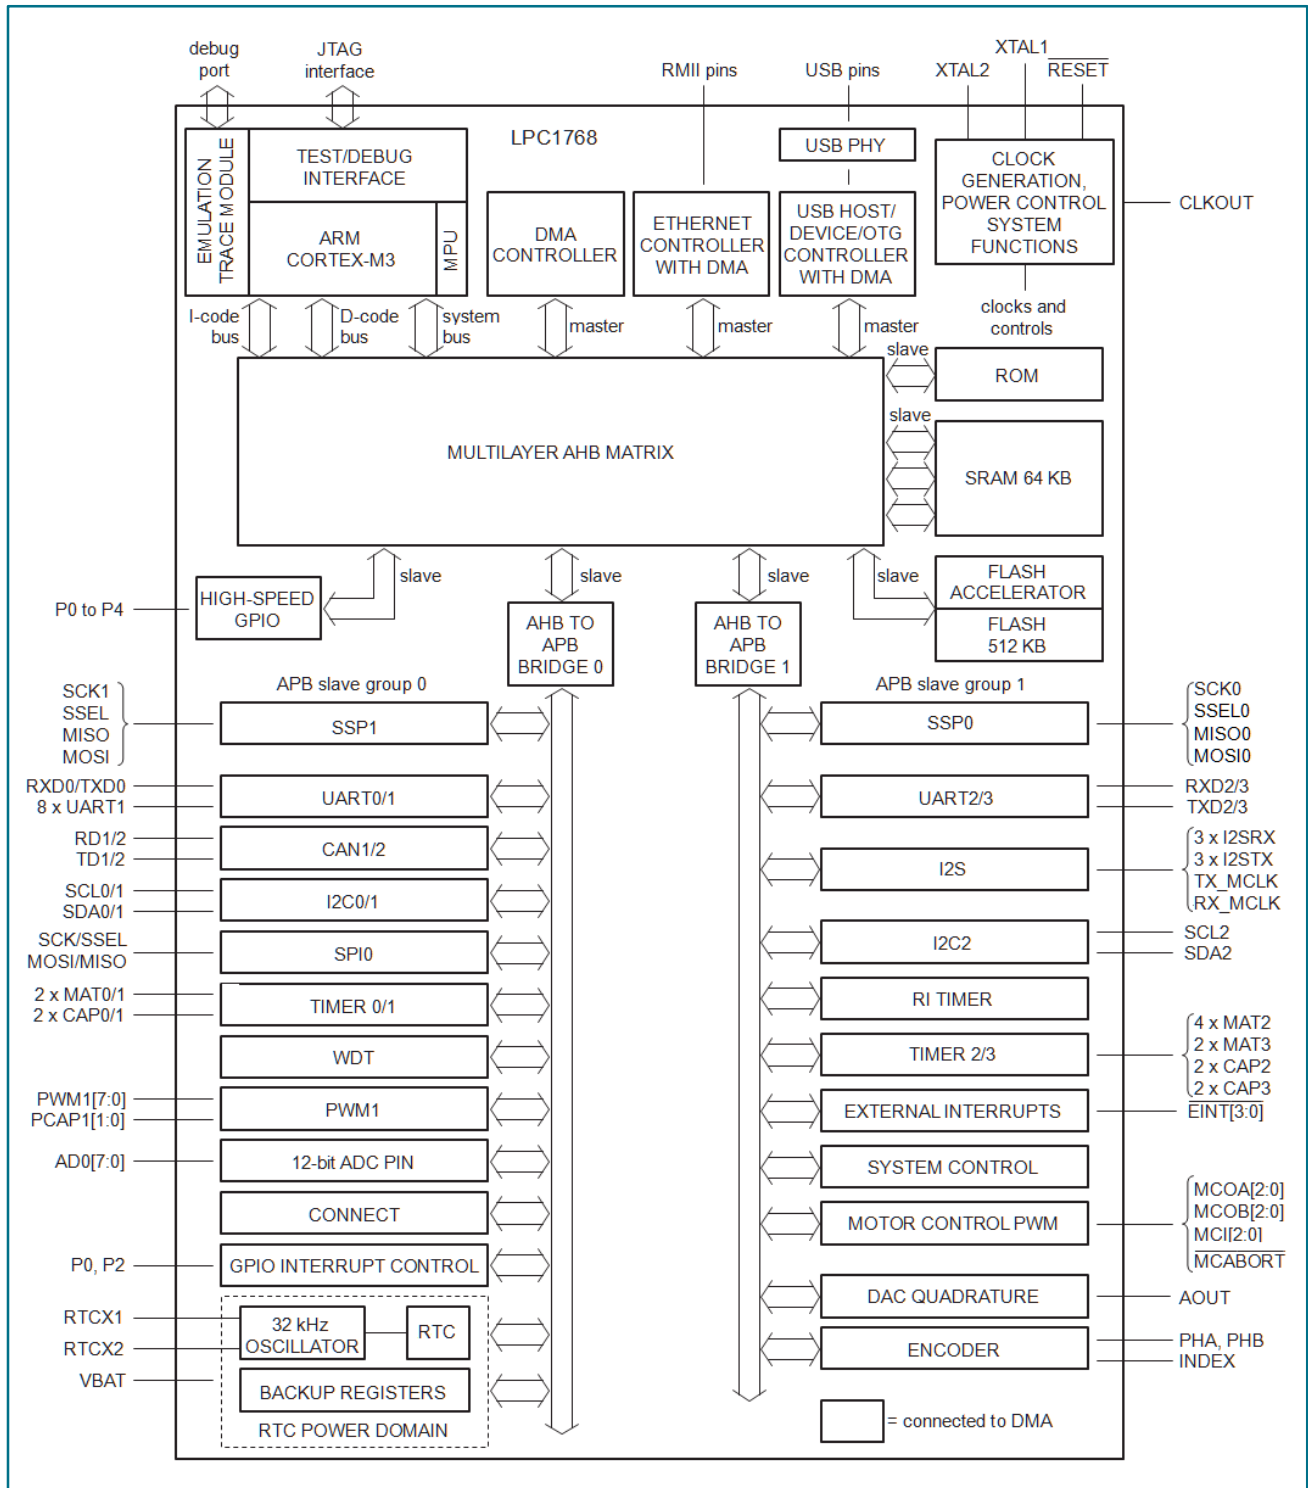 debug
port
JTAG
interface
RMII pins
USB pins
XTAL1
XTAL2
RESET
LPC1768
EMULATION
TRACE MODULE
TEST/DEBUG
INTERFACE
ARM
CORTEX-M3
MPU
DMA
CONTROLLER
ETHERNET
CONTROLLER
WITH DMA
USB PHY
USB HOST/
DEVICE/OTG
CONTROLLER
WITH DMA
CLOCK
GENERATION,
POWER CONTROL
SYSTEM
FUNCTIONS
CLKOUT
I-code
bus
D-code
bus
system
bus
master
master
master
clocks and
controls
slave
ROM
slave
SRAM 64 KB
MULTILAYER AHB MATRIX
slave
slave
slave
slave
P0 to P4
HIGH-SPEED
GPIO
AHB TO
APB
BRIDGE 0
AHB TO
APB
BRIDGE 1
FLASH
ACCELERATOR
FLASH
512 KB
APB slave group 0
APB slave group 1
SCK1
SSEL
MISO
MOSI
SSP1
SSP0
SCK0
SSEL0
MISO0
MOSI0
RXD0/TXD0
8 x UART1
UART0/1
UART2/3
RXD2/3
TXD2/3
RD1/2
TD1/2
CAN1/2
I2S
3 x I2SRX
3 x I2STX
TX_MCLK
RX_MCLK
SCL0/1
SDA0/1
I2C0/1
I2C2
SCL2
SDA2
SCK/SSEL
MOSI/MISO
SPI0
RI TIMER
2 x MAT0/1
2 x CAP0/1
TIMER 0/1
TIMER 2/3
4 x MAT2
2 x MAT3
2 x CAP2
2 x CAP3
WDT
PWM1[7:0]
PCAP1[1:0]
PWM1
EXTERNAL INTERRUPTS
EINT[3:0]
AD0[7:0]
12-bit ADC PIN
SYSTEM CONTROL
CONNECT
MOTOR CONTROL PWM
MCOA[2:0]
MCOB[2:0]
MCI[2:0]
MCABORT
P0, P2
GPIO INTERRUPT CONTROL
DAC QUADRATURE
AOUT
RTCX1
RTCX2
32 kHz
OSCILLATOR
RTC
ENCODER
PHA, PHB
INDEX
VBAT
BACKUP REGISTERS
RTC POWER DOMAIN
= connected to DMA